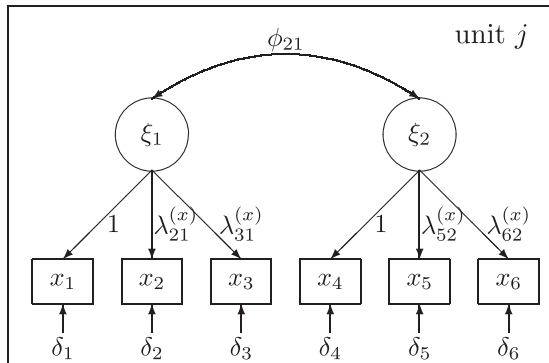 ϕ₂₁ unit j
ξ₁ ξ₂
1 λ₂₁⁽ˣ⁾ λ₃₁⁽ˣ⁾ 1 λ₅₂⁽ˣ⁾ λ₆₂⁽ˣ⁾
x₁ x₂ x₃ x₄ x₅ x₆
δ₁ δ₂ δ₃ δ₄ δ₅ δ₆